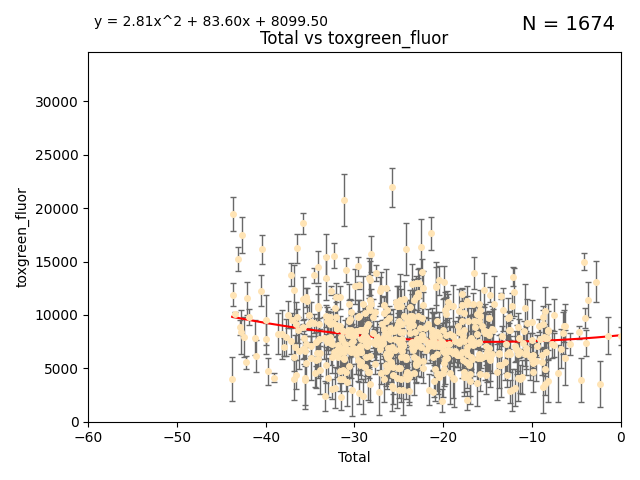 y = 2.81x^2 + 83.60x + 8099.50
N = 1674
Total vs toxgreen_fluor
30000
25000
20000
15000
10000
5000
0
toxgreen_fluor
−60
−50
−40
−30
−20
−10
0
Total